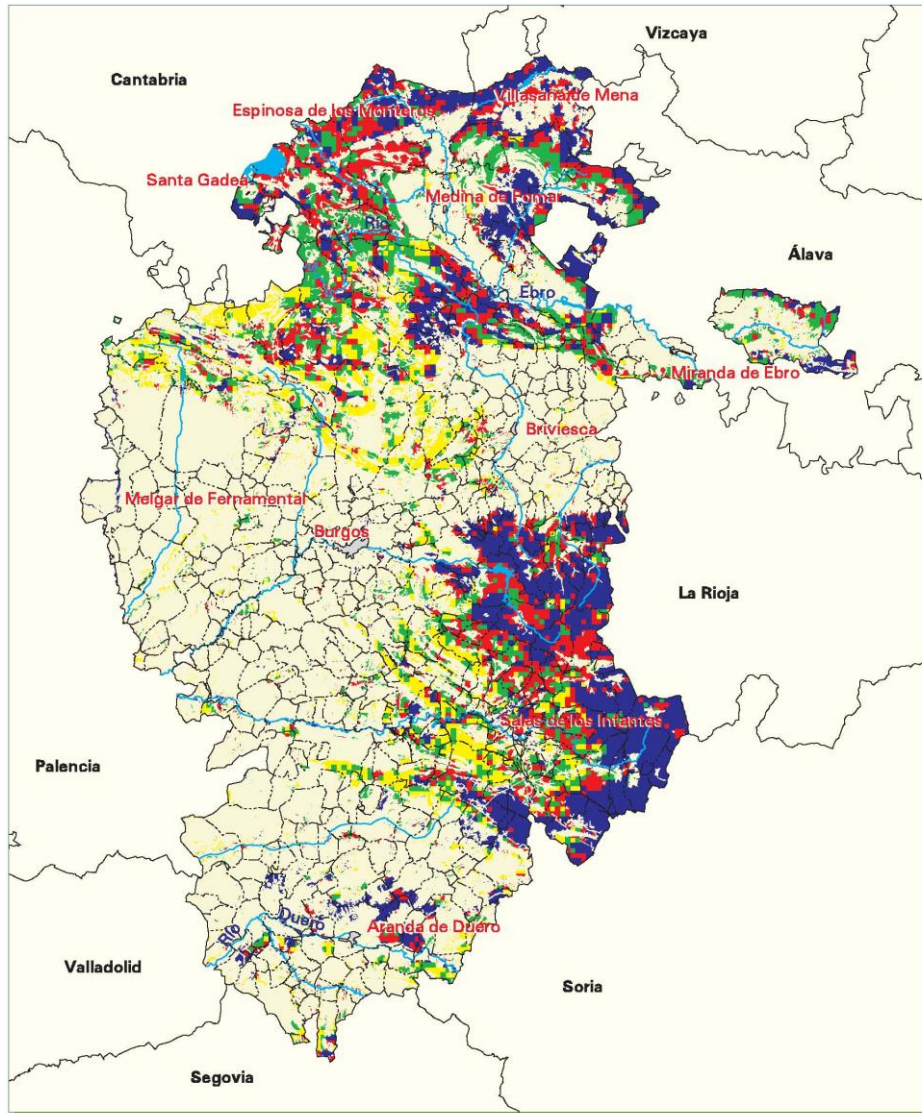 Vizcaya
Cantabria
Villasana de Mena
Espinosa de los Monteros
Santa Gadea
Medina de Pomar
Río
Álava
Ebro
Miranda de Ebro
Briviesca
Melgar de Fernamental
Burgos
La Rioja
Salas de los Infantes
Palencia
Duero
Aranda de Duero
Río
Valladolid
Soria
Segovia